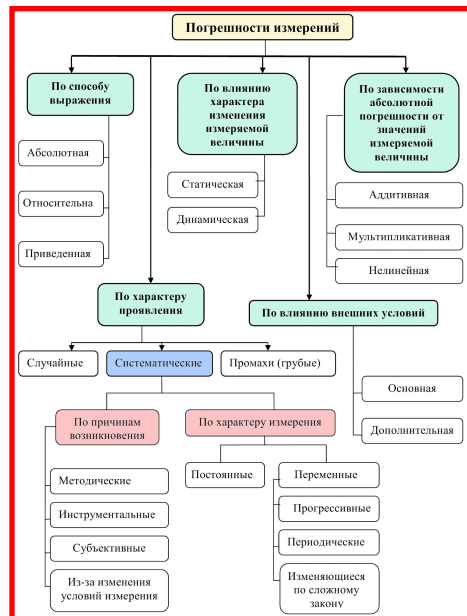 Погрешности измерений
По способу
выражения
Абсолютная
Относительна
Приведенная
По влиянию
характера
изменения
измеряемой
величины
Статическая
Динамическая
По зависимости
абсолютной
погрешности от
значений
измеряемой
величины
Аддитивная
Мультипликативная
Нелинейная
По характеру
проявления
По влиянию внешних условий
Случайные
Систематические
Промахи (грубые)
Основная
Дополнительная
По причинам
возникновения
По характеру измерения
Методические
Инструментальные
Субъективные
Из-за изменения
условий измерения
Постоянные
Переменные
Прогрессивные
Периодические
Изменяющиеся
по сложному
закону